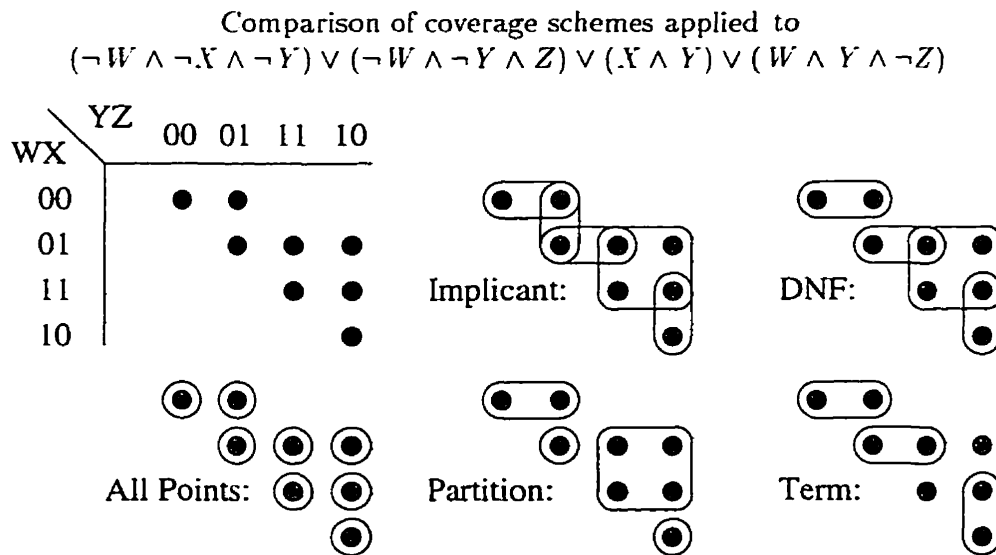 Comparison of coverage schemes applied to
(¬W ∧ ¬X ∧ ¬Y) ∨ (¬W ∧ ¬Y ∧ Z) ∨ (X ∧ Y) ∨ (W ∧ Y ∧ ¬Z)
YZ 00 01 11 10
WX
00
01
11 Implicant: DNF:
10
All Points: Partition: Term: